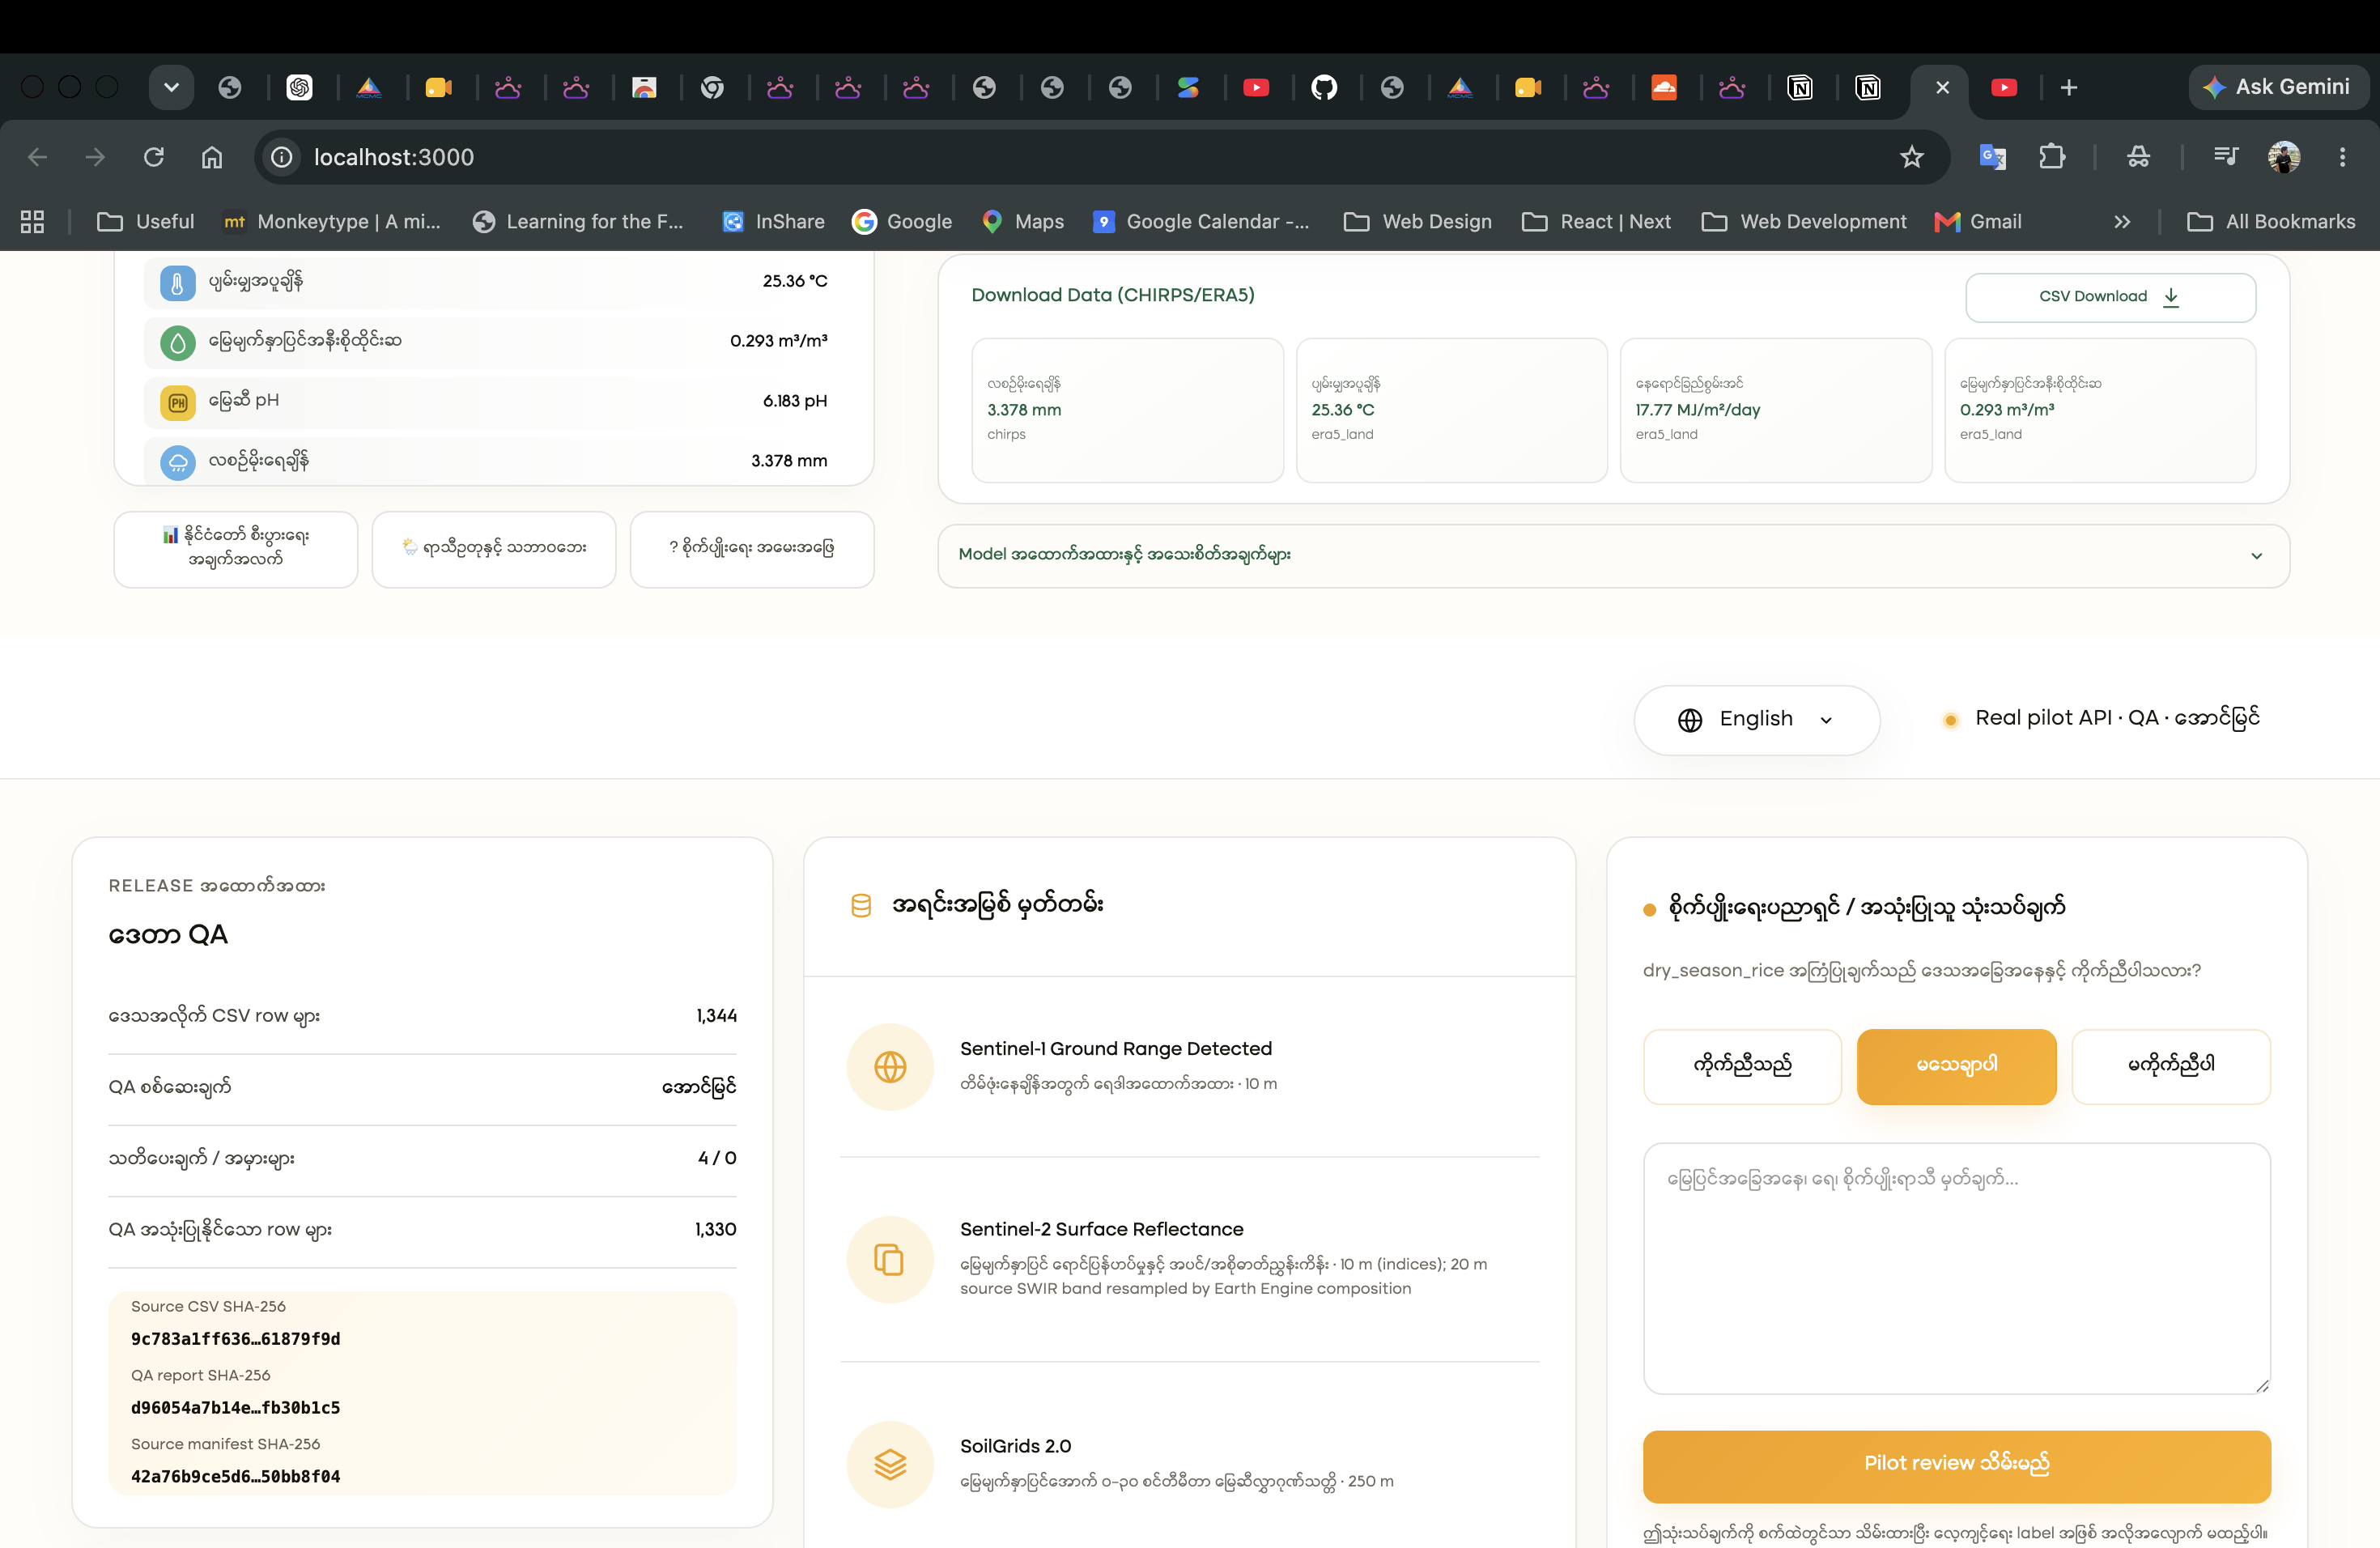 Ask Gemini
localhost:3000
Useful
mt Monkeytype | A mi...
Learning for the F...
InShare
Google
Maps
9 Google Calendar -...
Web Design
React | Next
Web Development
Gmail
All Bookmarks
ပျမ်းမျှအပူချိန် 25.36 °C
မြေမျက်နှာပြင်အနီးစိုထိုင်းဆ 0.293 m³/m³
PH မြေဆီ pH 6.183 pH
လစဉ်မိုးရေချိန် 3.378 mm
နိုင်ငံတော် စီးပွားရေး
အချက်အလက်
ရာသီဥတုနှင့် သဘာဝဘေး
? စိုက်ပျိုးရေး အမေးအဖြေ
Download Data (CHIRPS/ERA5)
CSV Download
လစဉ်မိုးရေချိန်
3.378 mm
chirps
ပျမ်းမျှအပူချိန်
25.36 °C
era5_land
နေရောင်ခြည်စွမ်းအင်
17.77 MJ/m²/day
era5_land
မြေမျက်နှာပြင်အနီးစိုထိုင်းဆ
0.293 m³/m³
era5_land
Model အထောက်အထားနှင့် အသေးစိတ်အချက်များ
English
Real pilot API · QA · အောင်မြင်
RELEASE အထောက်အထား
ဒေတာ QA
ဒေသအလိုက် CSV row များ 1,344
QA စစ်ဆေးချက် အောင်မြင်
သတိပေးချက် / အမှားများ 4 / 0
QA အသုံးပြုနိုင်သော row များ 1,330
Source CSV SHA-256
9c783a1ff636…61879f9d
QA report SHA-256
d96054a7b14e…fb30b1c5
Source manifest SHA-256
42a76b9ce5d6…50bb8f04
အရင်းအမြစ် မှတ်တမ်း
Sentinel-1 Ground Range Detected
တိမ်ဖုံးနေချိန်အတွက် ရေဒါအထောက်အထား · 10 m
Sentinel-2 Surface Reflectance
မြေမျက်နှာပြင် ရောင်ပြန်ဟပ်မှုနှင့် အပင်/အစိုဓာတ်ညွှန်းကိန်း · 10 m (indices); 20 m
source SWIR band resampled by Earth Engine composition
SoilGrids 2.0
မြေမျက်နှာပြင်အောက် ၀–၃၀ စင်တီမီတာ မြေဆီလွှာဂုဏ်သတ္တိ · 250 m
စိုက်ပျိုးရေးပညာရှင် / အသုံးပြုသူ သုံးသပ်ချက်
dry_season_rice အကြံပြုချက်သည် ဒေသအခြေအနေနှင့် ကိုက်ညီပါသလား?
ကိုက်ညီသည်
မသေချာပါ
မကိုက်ညီပါ
မြေပြင်အခြေအနေ၊ ရေ၊ စိုက်ပျိုးရာသီ မှတ်ချက်...
Pilot review သိမ်းမည်
ဤသုံးသပ်ချက်ကို စက်ထဲတွင်သာ သိမ်းထားပြီး လေ့ကျင့်ရေး label အဖြစ် အလိုအလျောက် မထည့်ပါ။